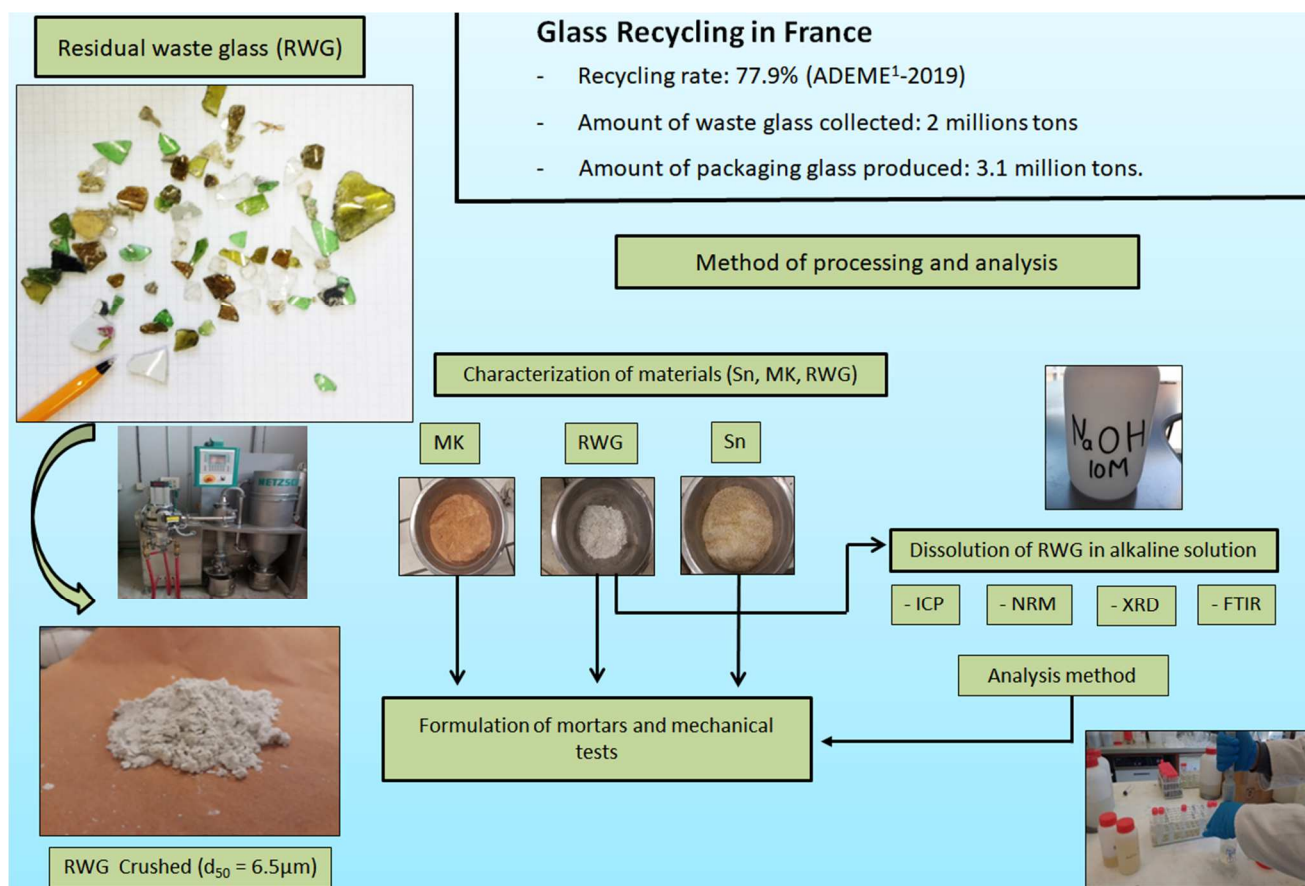 Residual waste glass (RWG)
Glass Recycling in France
- Recycling rate: 77.9% (ADEME¹-2019)
- Amount of waste glass collected: 2 millions tons
- Amount of packaging glass produced: 3.1 million tons.
Method of processing and analysis
Characterization of materials (Sn, MK, RWG)
MK
RWG
Sn
NaOH
10M
NETZSC
Dissolution of RWG in alkaline solution
- ICP
- NRM
- XRD
- FTIR
Analysis method
Formulation of mortars and mechanical
tests
RWG Crushed (d₅₀ = 6.5µm)